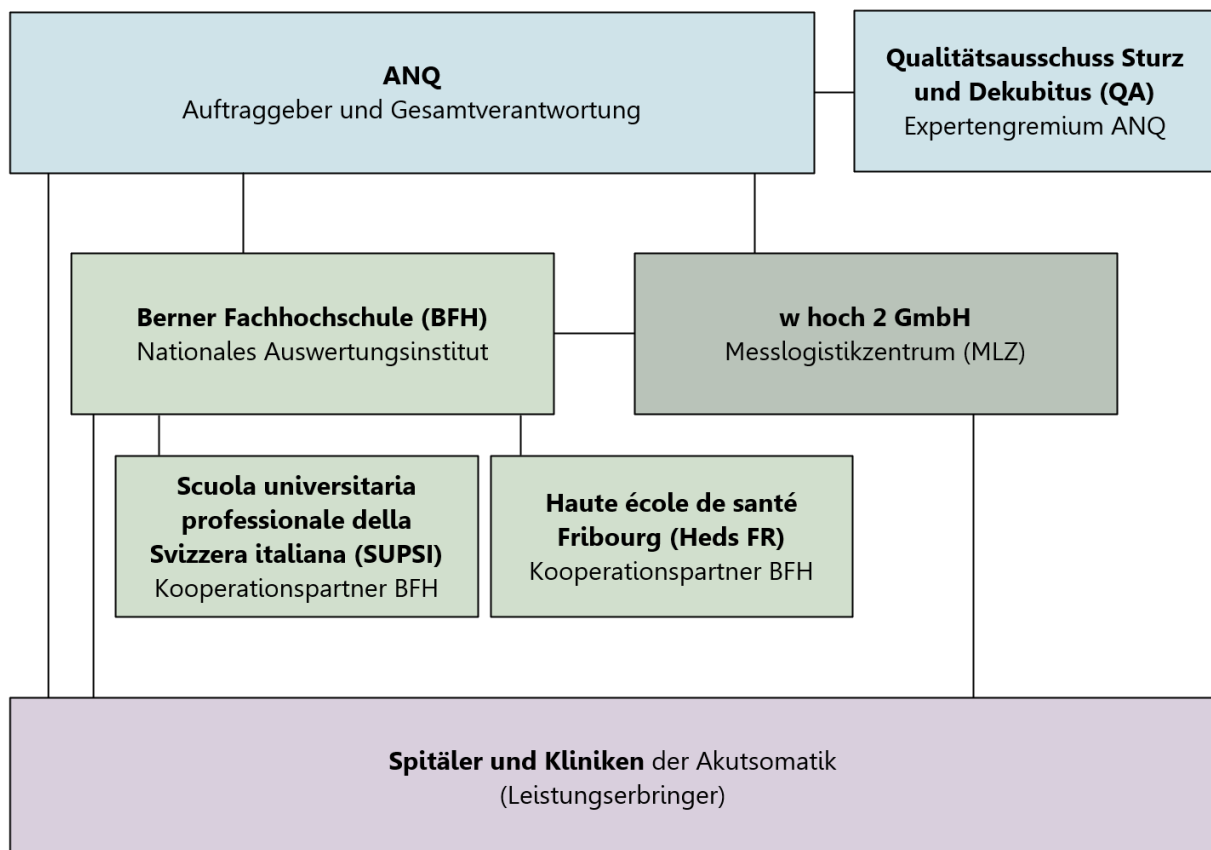 ANQ
Auftraggeber und Gesamtverantwortung
Qualitätsausschuss Sturz
und Dekubitus (QA)
Expertengremium ANQ
Berner Fachhochschule (BFH)
Nationales Auswertungsinstitut
w hoch 2 GmbH
Messlogistikzentrum (MLZ)
Scuola universitaria
professionale della
Svizzera italiana (SUPSI)
Kooperationspartner BFH
Haute école de santé
Fribourg (Heds FR)
Kooperationspartner BFH
Spitäler und Kliniken der Akutsomatik
(Leistungserbringer)